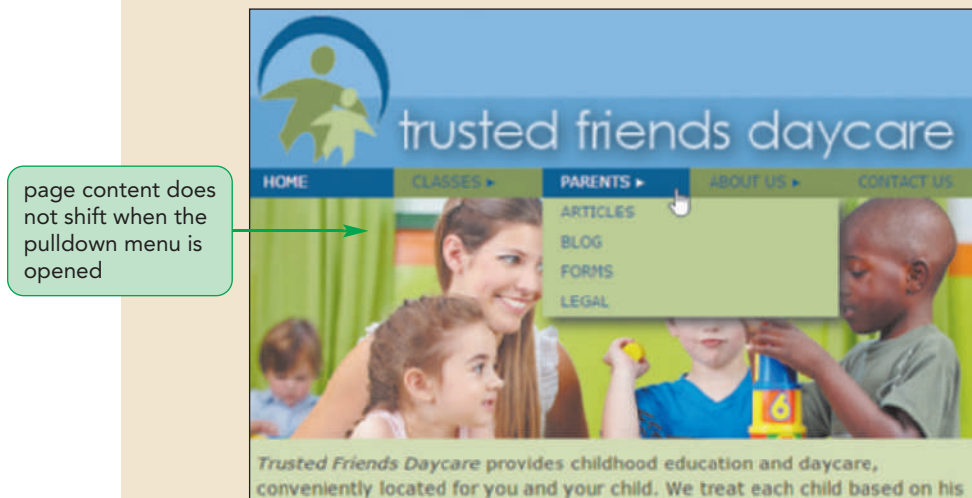 page content does
not shift when the
pulldown menu is
opened
trusted friends daycare
HOME CLASSES ▸ PARENTS ▸ ABOUT US ▸ CONTACT US
ARTICLES
BLOG
FORMS
LEGAL
6
Trusted Friends Daycare provides childhood education and daycare,
conveniently located for you and your child. We treat each child based on his